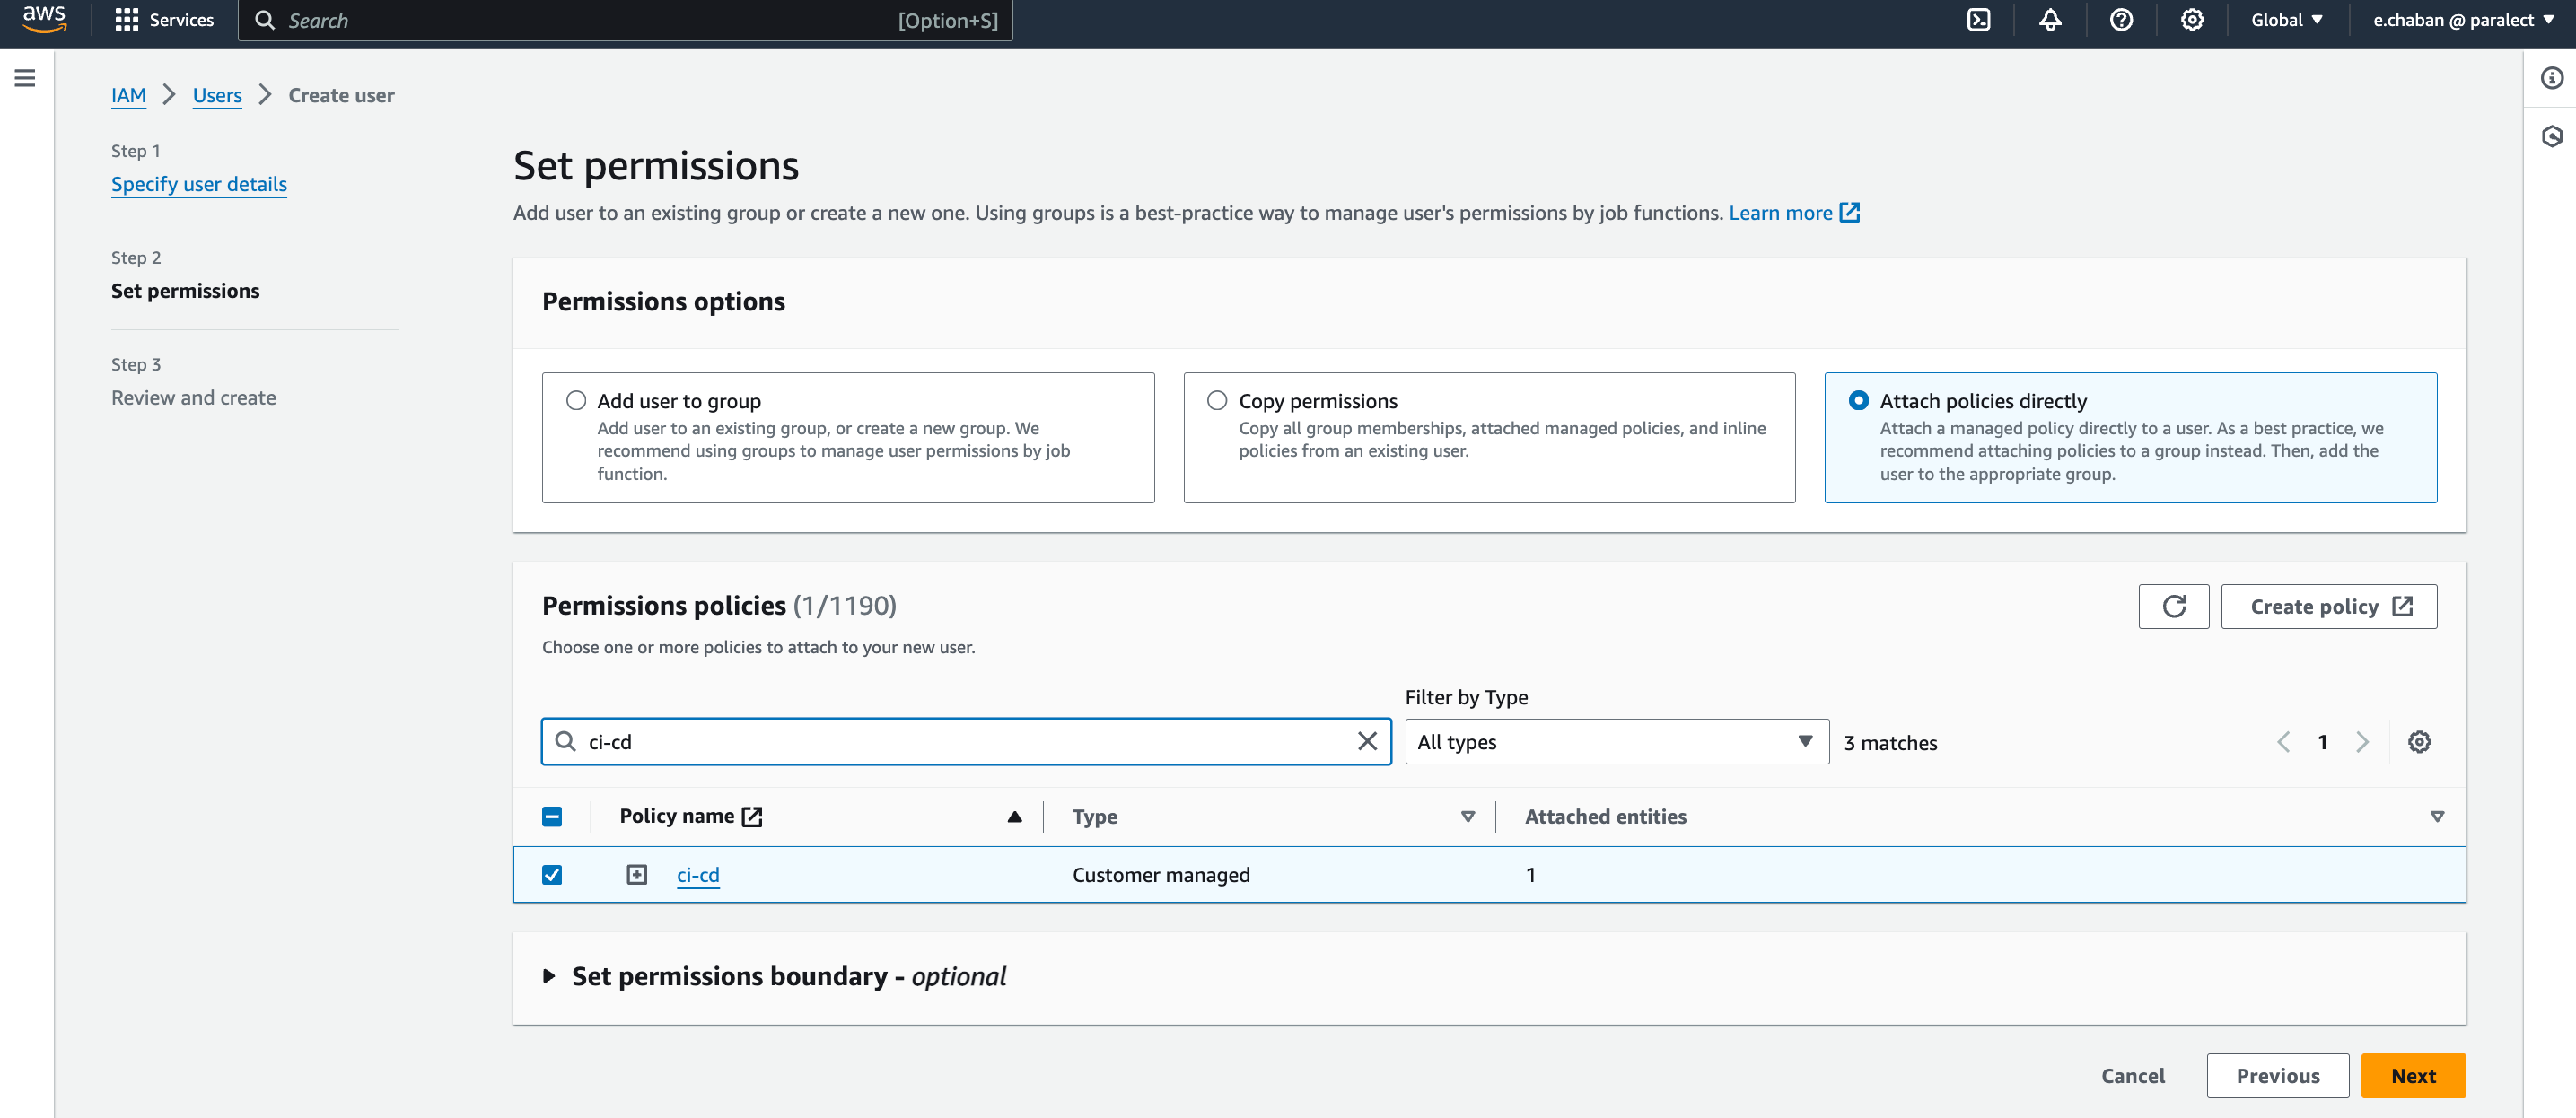 aws
Services
Search
[Option+S]
Global
e.chaban @ paralect
IAM
Users
Create user
Step 1
Specify user details
Step 2
Set permissions
Step 3
Review and create
Set permissions
Add user to an existing group or create a new one. Using groups is a best-practice way to manage user's permissions by job functions. Learn more
Permissions options
Add user to group
Add user to an existing group, or create a new group. We
recommend using groups to manage user permissions by job
function.
Copy permissions
Copy all group memberships, attached managed policies, and inline
policies from an existing user.
Attach policies directly
Attach a managed policy directly to a user. As a best practice, we
recommend attaching policies to a group instead. Then, add the
user to the appropriate group.
Permissions policies (1/1190)
Create policy
Choose one or more policies to attach to your new user.
Filter by Type
ci-cd
All types
3 matches
1
Policy name
Type
Attached entities
ci-cd
Customer managed
1
Set permissions boundary - optional
Cancel
Previous
Next